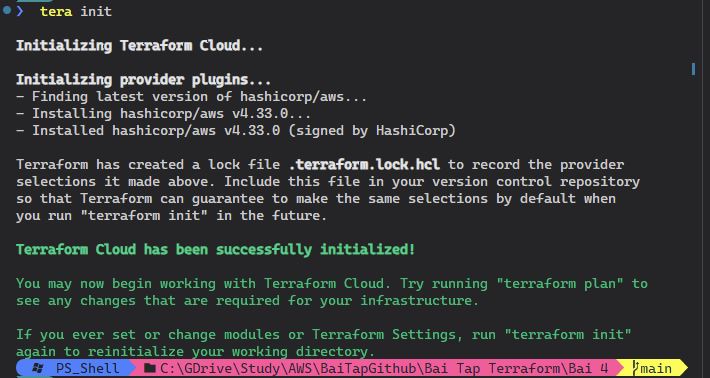 ❯ tera init
Initializing Terraform Cloud...
Initializing provider plugins...
- Finding latest version of hashicorp/aws...
- Installing hashicorp/aws v4.33.0...
- Installed hashicorp/aws v4.33.0 (signed by HashiCorp)
Terraform has created a lock file .terraform.lock.hcl to record the provider
selections it made above. Include this file in your version control repository
so that Terraform can guarantee to make the same selections by default when
you run "terraform init" in the future.
Terraform Cloud has been successfully initialized!
You may now begin working with Terraform Cloud. Try running "terraform plan" to
see any changes that are required for your infrastructure.
If you ever set or change modules or Terraform Settings, run "terraform init"
again to reinitialize your working directory.
PS_Shell C:\GDrive\Study\AWS\BaiTapGithub\Bai Tap Terraform\Bai 4 main